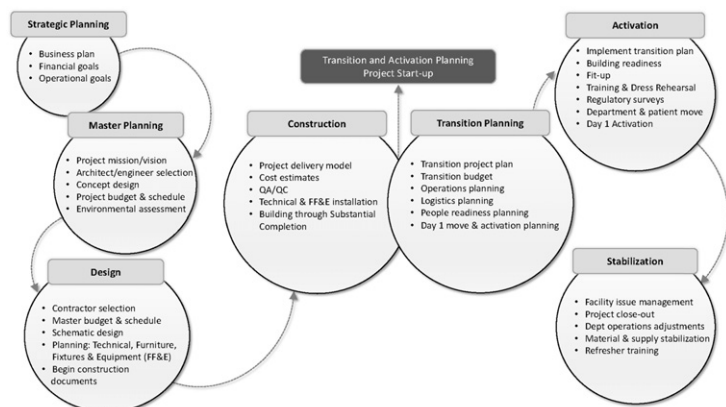 Strategic Planning
• Business plan
• Financial goals
• Operational goals
Master Planning
• Project mission/vision
• Architect/engineer selection
• Concept design
• Project budget & schedule
• Environmental assessment
Design
• Contractor selection
• Master budget & schedule
• Schematic design
• Planning: Technical, Furniture,
Fixtures & Equipment (FF&E)
• Begin construction
documents
Construction
• Project delivery model
• Cost estimates
• QA/QC
• Technical & FF&E installation
• Building through Substantial
Completion
Transition and Activation Planning
Project Start-up
Transition Planning
• Transition project plan
• Transition budget
• Operations planning
• Logistics planning
• People readiness planning
• Day 1 move & activation planning
Activation
• Implement transition plan
• Building readiness
• Fit-up
• Training & Dress Rehearsal
• Regulatory surveys
• Department & patient move
• Day 1 Activation
Stabilization
• Facility issue management
• Project close-out
• Dept operations adjustments
• Material & supply stabilization
• Refresher training